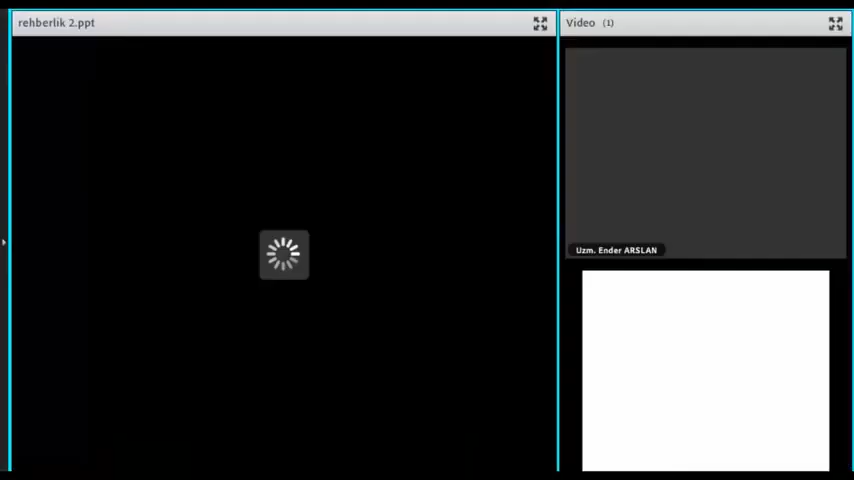 rehberlik 2.ppt
Video (1)
Uzm. Ender ARSLAN